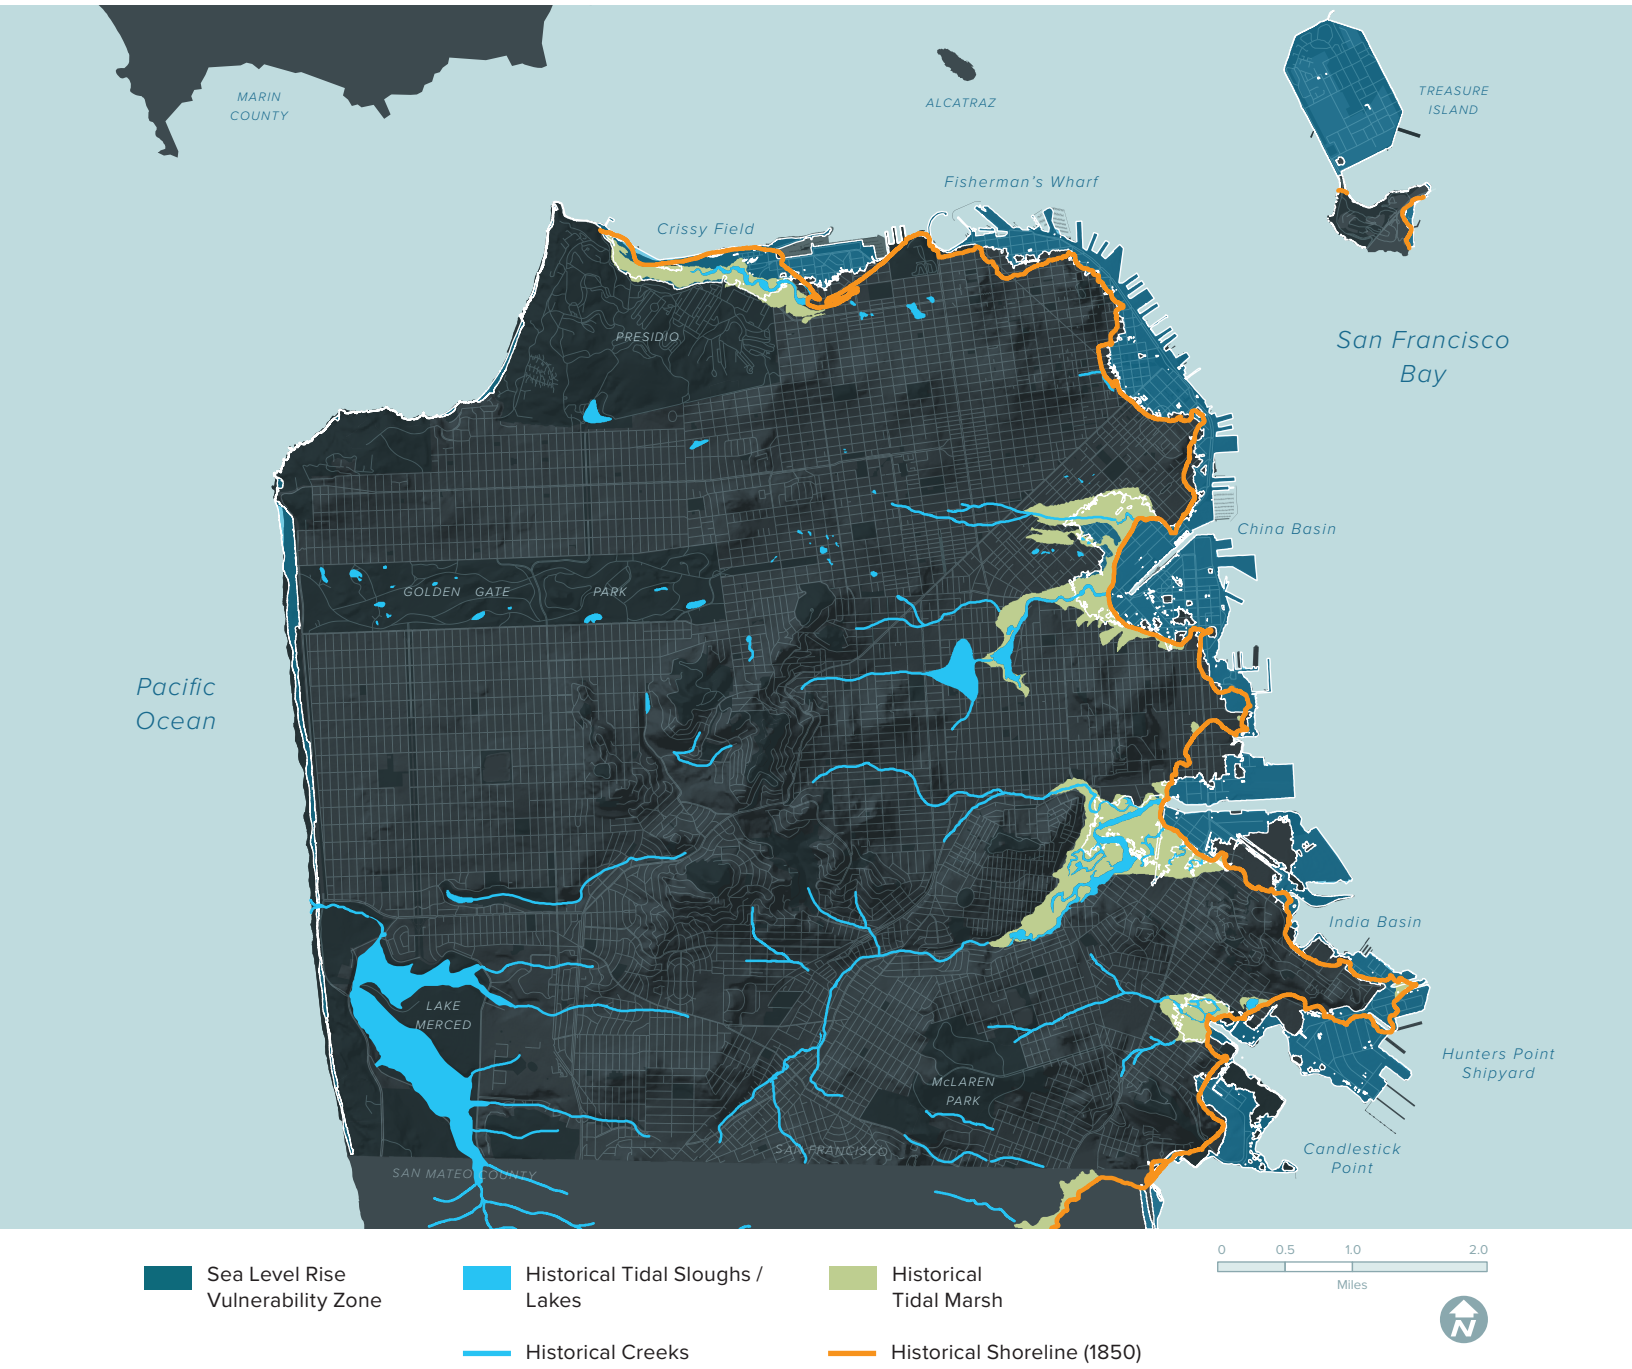 MARIN
COUNTY
ALCATRAZ
TREASURE
ISLAND
Fisherman's Wharf
Crissy Field
PRESIDIO
San Francisco
Bay
China Basin
GOLDEN GATE PARK
Pacific
Ocean
India Basin
LAKE
MERCED
Hunters Point
Shipyard
McLAREN
PARK
Candlestick
Point
SAN FRANCISCO
SAN MATEO COUNTY
Sea Level Rise
Vulnerability Zone
Historical Tidal Sloughs /
Lakes
Historical
Tidal Marsh
Historical Creeks
Historical Shoreline (1850)
0 0.5 1.0 2.0
Miles
N